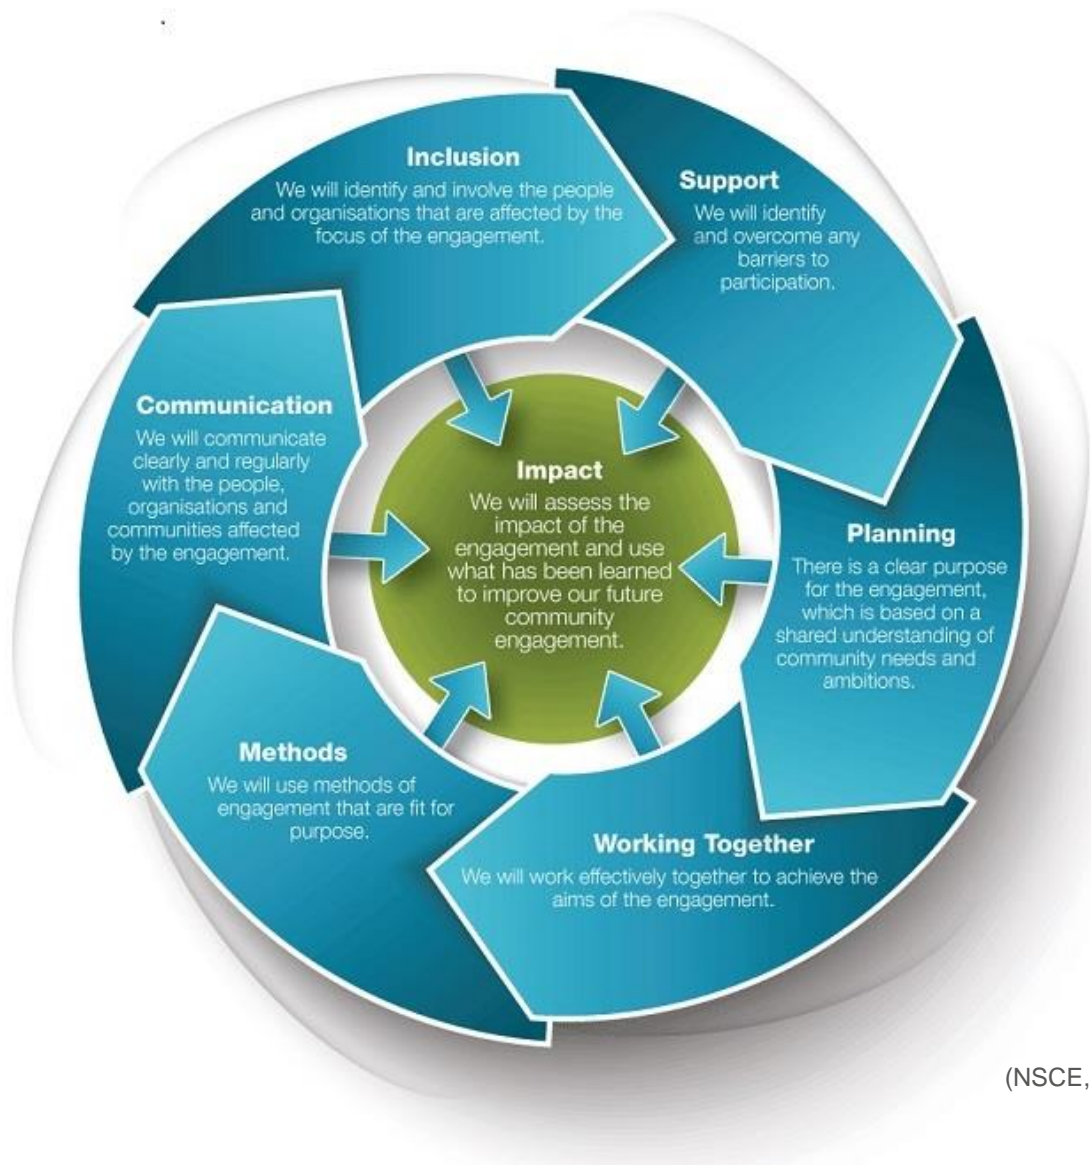 Inclusion
We will identify and involve the people
and organisations that are affected by the
focus of the engagement.
Support
We will identify
and overcome any
barriers to
participation.
Planning
There is a clear purpose
for the engagement,
which is based on a
shared understanding of
community needs and
ambitions.
Working Together
We will work effectively together to achieve the
aims of the engagement.
Methods
We will use methods of
engagement that are fit for
purpose.
Communication
We will communicate
clearly and regularly
with the people,
organisations and
communities affected
by the engagement.
Impact
We will assess the
impact of the
engagement and use
what has been learned
to improve our future
community
engagement.
(NSCE,